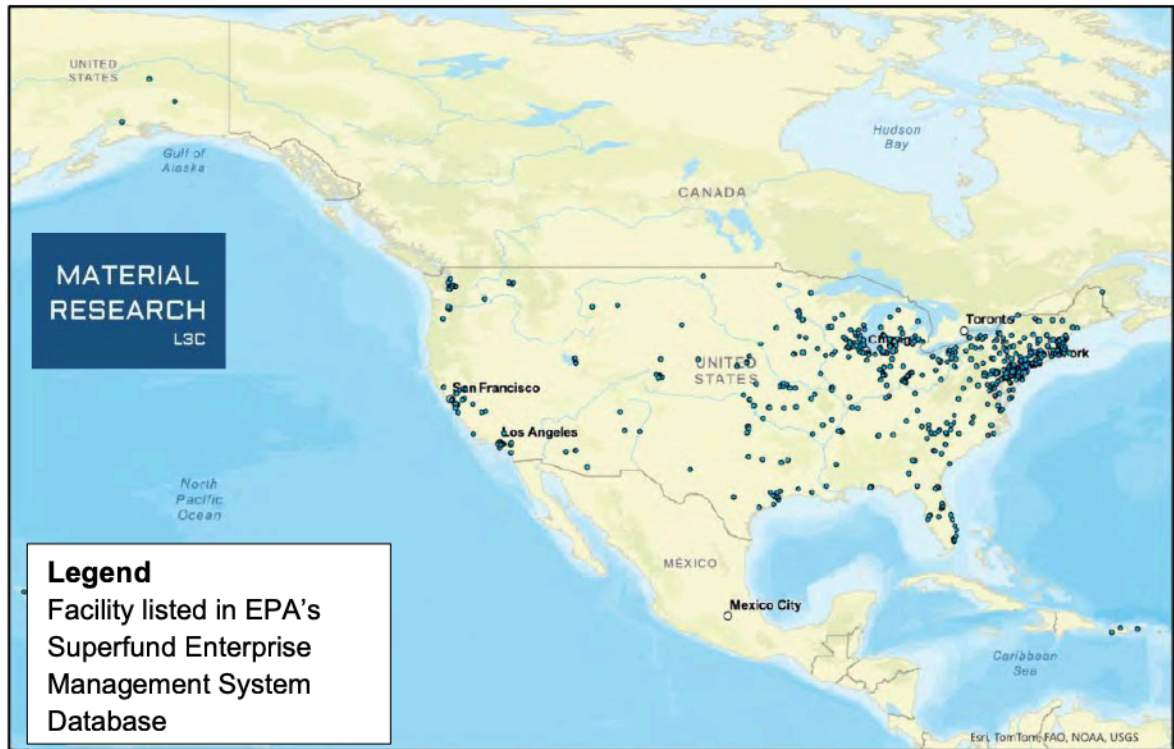 UNITED
STATES
Hudson
Bay
Gulf of
Alaska
CANADA
MATERIAL
RESEARCH
L3C
Toronto
UNITED
STATES
San Francisco
Los Angeles
North
Pacific
Ocean
MÉXICO
Mexico City
Caribbean
Sea
Legend
Facility listed in EPA’s
Superfund Enterprise
Management System
Database
Esri, TomTom, FAO, NOAA, USGS